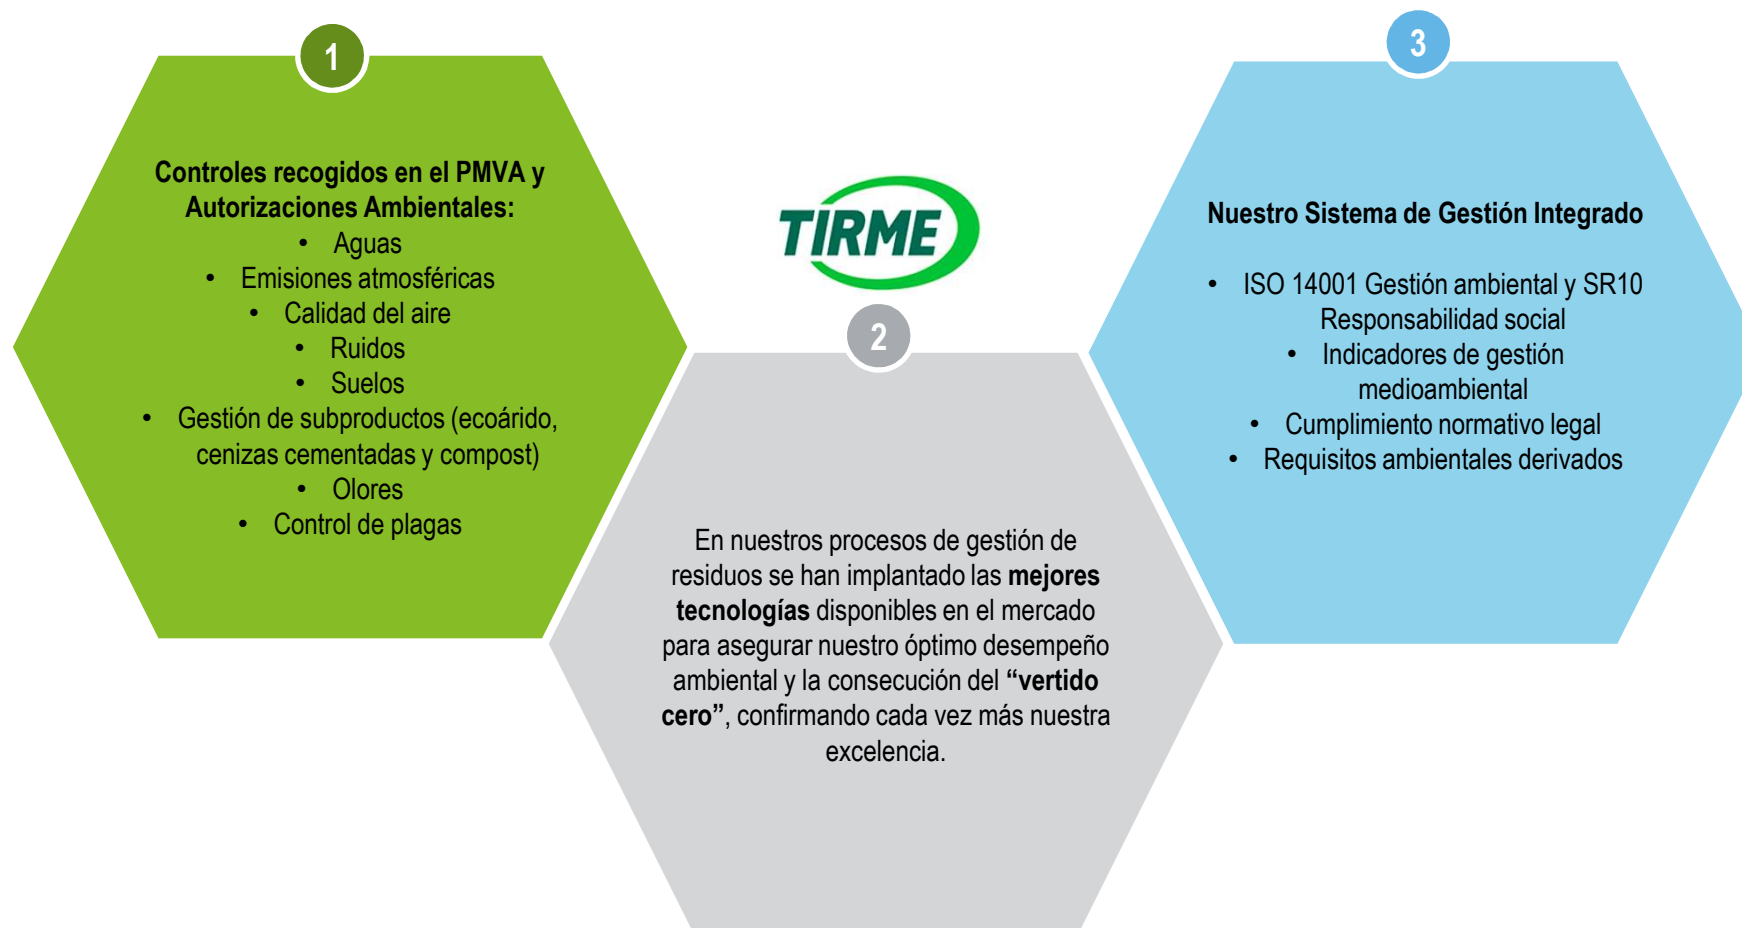 1
Controles recogidos en el PMVA y
Autorizaciones Ambientales:
• Aguas
• Emisiones atmosféricas
• Calidad del aire
• Ruidos
• Suelos
• Gestión de subproductos (ecoárido,
cenizas cementadas y compost)
• Olores
• Control de plagas
TIRME
2
En nuestros procesos de gestión de
residuos se han implantado las mejores
tecnologías disponibles en el mercado
para asegurar nuestro óptimo desempeño
ambiental y la consecución del “vertido
cero”, confirmando cada vez más nuestra
excelencia.
3
Nuestro Sistema de Gestión Integrado
• ISO 14001 Gestión ambiental y SR10
Responsabilidad social
• Indicadores de gestión
medioambiental
• Cumplimiento normativo legal
• Requisitos ambientales derivados